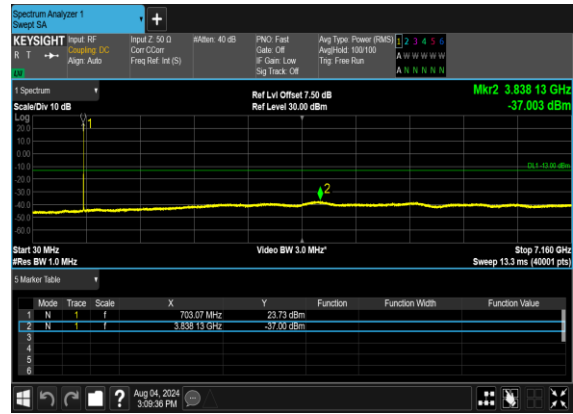 Spectrum Analyzer 1
Swept SA
KEYSIGHT Input: RF Input Z: 50 Ω #Atten: 40 dB PNO: Fast Avg Type: Power (RMS) 1 2 3 4 5 6
R T Coupling: DC Corr CCorr Gate: Off Avg|Hold: 100/100 A W W W W W
Align: Auto Freq Ref: Int (S) IF Gain: Low Trig: Free Run
LW Sig Track: Off A N N N N N
1 Spectrum Ref Lvl Offset 7.50 dB Mkr2 3.838 13 GHz
Scale/Div 10 dB Ref Level 30.00 dBm -37.003 dBm
Log
1
20.0
10.0
0.00
-10.0
DL1 -13.00 dBm
-20.0
2
-30.0
-40.0
-50.0
-60.0
Start 30 MHz Video BW 3.0 MHz* Stop 7.160 GHz
#Res BW 1.0 MHz Sweep 13.3 ms (40001 pts)
5 Marker Table
Mode Trace Scale X Y Function Function Width Function Value
1 N 1 f 703.07 MHz 23.73 dBm
2 N 1 f 3.838 13 GHz -37.00 dBm
3
4
5
6
? Aug 04, 2024
3:09:36 PM